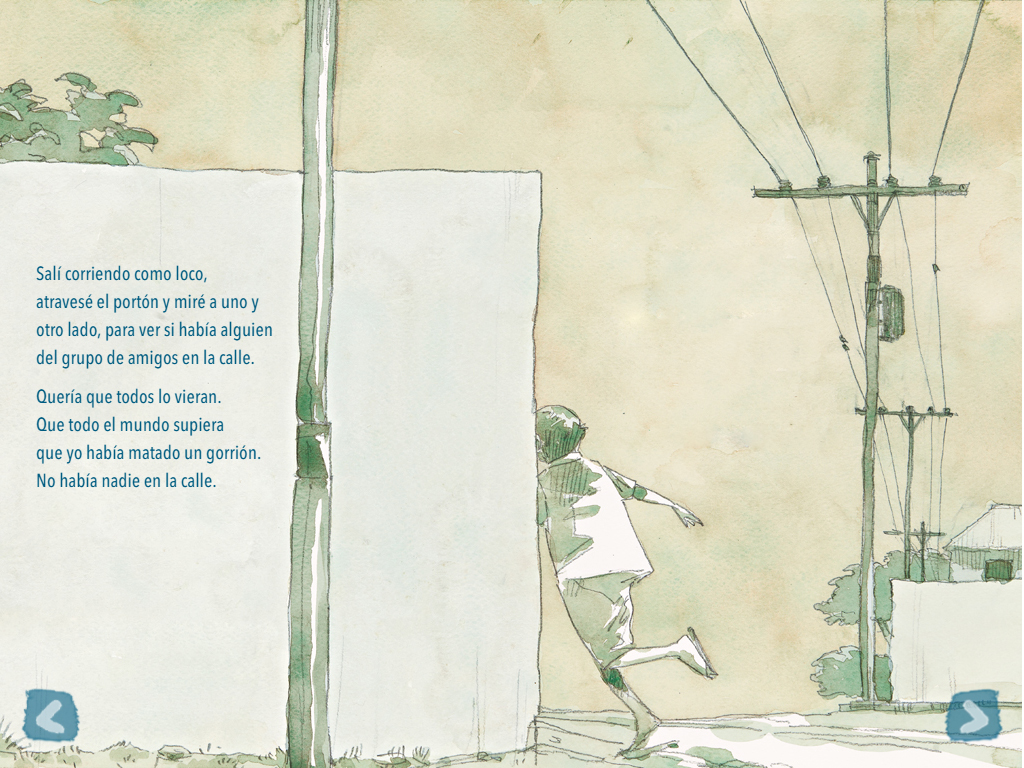 Salí corriendo como loco,
atravesé el portón y miré a uno y
otro lado, para ver si había alguien
del grupo de amigos en la calle.
Quería que todos lo vieran.
Que todo el mundo supiera
que yo había matado un gorrión.
No había nadie en la calle.